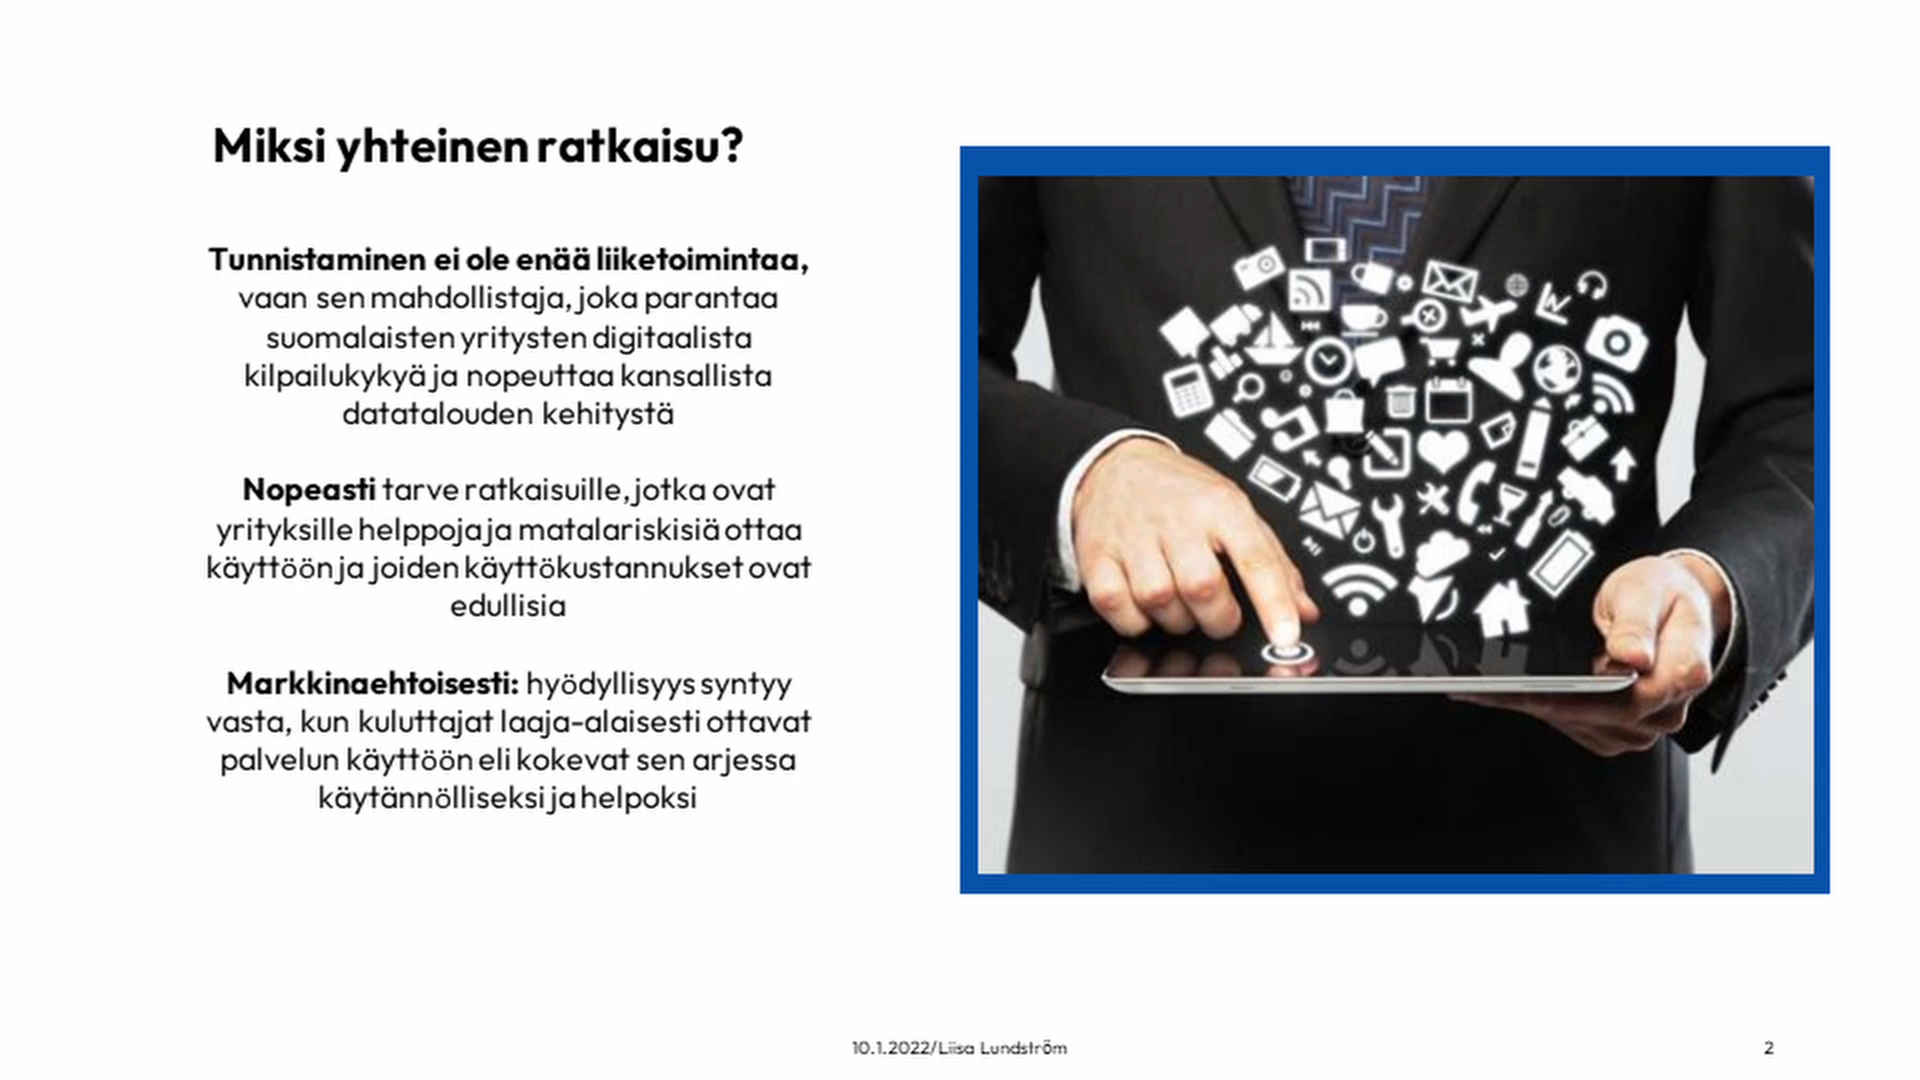 Miksi yhteinen ratkaisu?
Tunnistaminen ei ole enää liiketoimintaa,
vaan sen mahdollistaja, joka parantaa
suomalaisten yritysten digitaalista
kilpailukykyä ja nopeuttaa kansallista
datatalouden kehitystä
Nopeasti tarve ratkaisuille, jotka ovat
yrityksille helppoja ja matalariskisiä ottaa
käyttöön ja joiden käyttökustannukset ovat
edullisia
Markkinaehtoisesti: hyödyllisyys syntyy
vasta, kun kuluttajat laaja-alaisesti ottavat
palvelun käyttöön eli kokevat sen arjessa
käytännölliseksi ja helpoksi
10.1.2022/Liisa Lundström
2